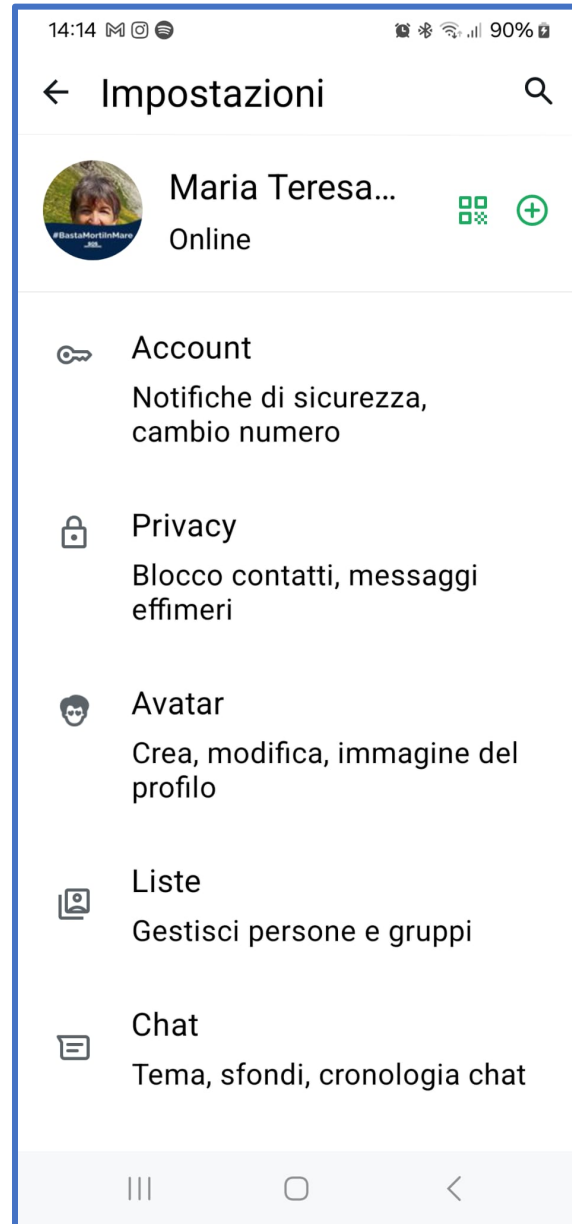 14:14 90%
Impostazioni
Maria Teresa...
Online
#BastaMortiInMare
Account
Notifiche di sicurezza,
cambio numero
Privacy
Blocco contatti, messaggi
effimeri
Avatar
Crea, modifica, immagine del
profilo
Liste
Gestisci persone e gruppi
Chat
Tema, sfondi, cronologia chat